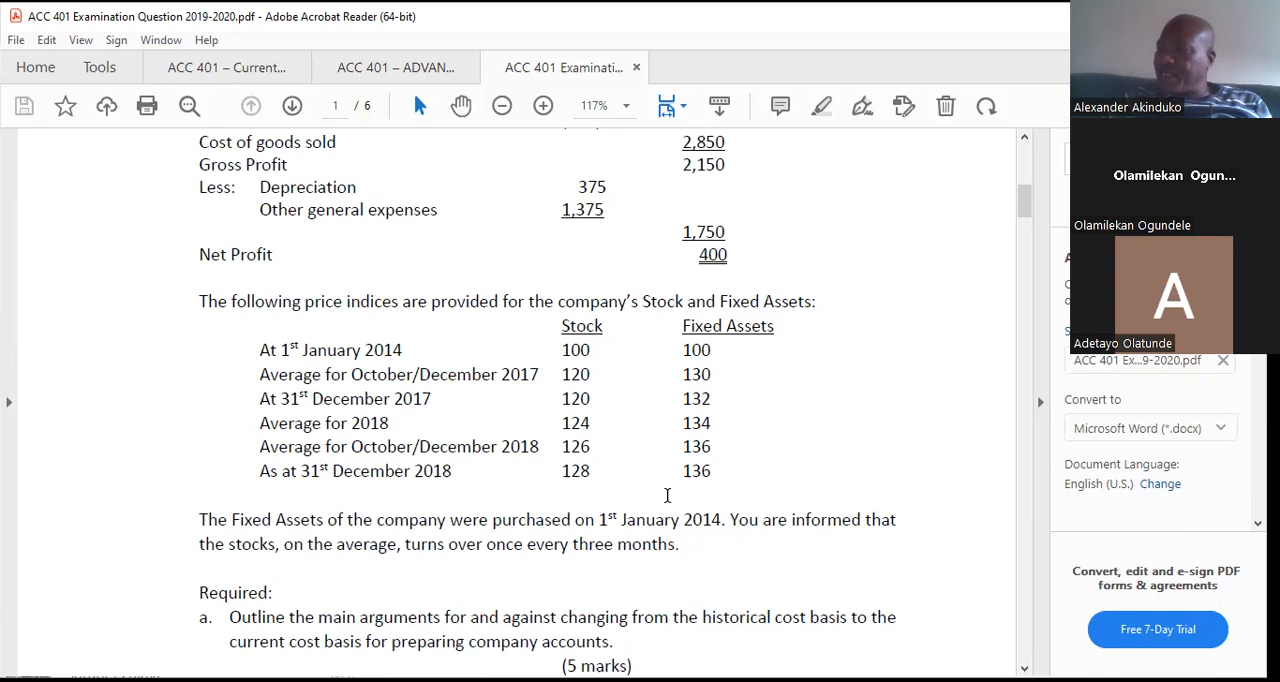 ACC 401 Examination Question 2019-2020.pdf - Adobe Acrobat Reader (64-bit)
File Edit View Sign Window Help
Home Tools ACC 401 – Current... ACC 401 – ADVAN... ACC 401 Examinati... ×
1 / 6 117%
Cost of goods sold 2,850
Gross Profit 2,150
Less: Depreciation 375
Other general expenses 1,375
1,750
Net Profit 400
The following price indices are provided for the company's Stock and Fixed Assets:
Stock Fixed Assets
At 1st January 2014 100 100
Average for October/December 2017 120 130
At 31st December 2017 120 132
Average for 2018 124 134
Average for October/December 2018 126 136
As at 31st December 2018 128 136
The Fixed Assets of the company were purchased on 1st January 2014. You are informed that
the stocks, on the average, turns over once every three months.
Required:
a. Outline the main arguments for and against changing from the historical cost basis to the
current cost basis for preparing company accounts.
(5 marks)
Alexander Akinduko
Olamilekan Ogun...
Olamilekan Ogundele
A
Adetayo Olatunde
ACC 401 Ex...9-2020.pdf
Convert to
Microsoft Word (*.docx)
Document Language:
English (U.S.) Change
Convert, edit and e-sign PDF
forms & agreements
Free 7-Day Trial